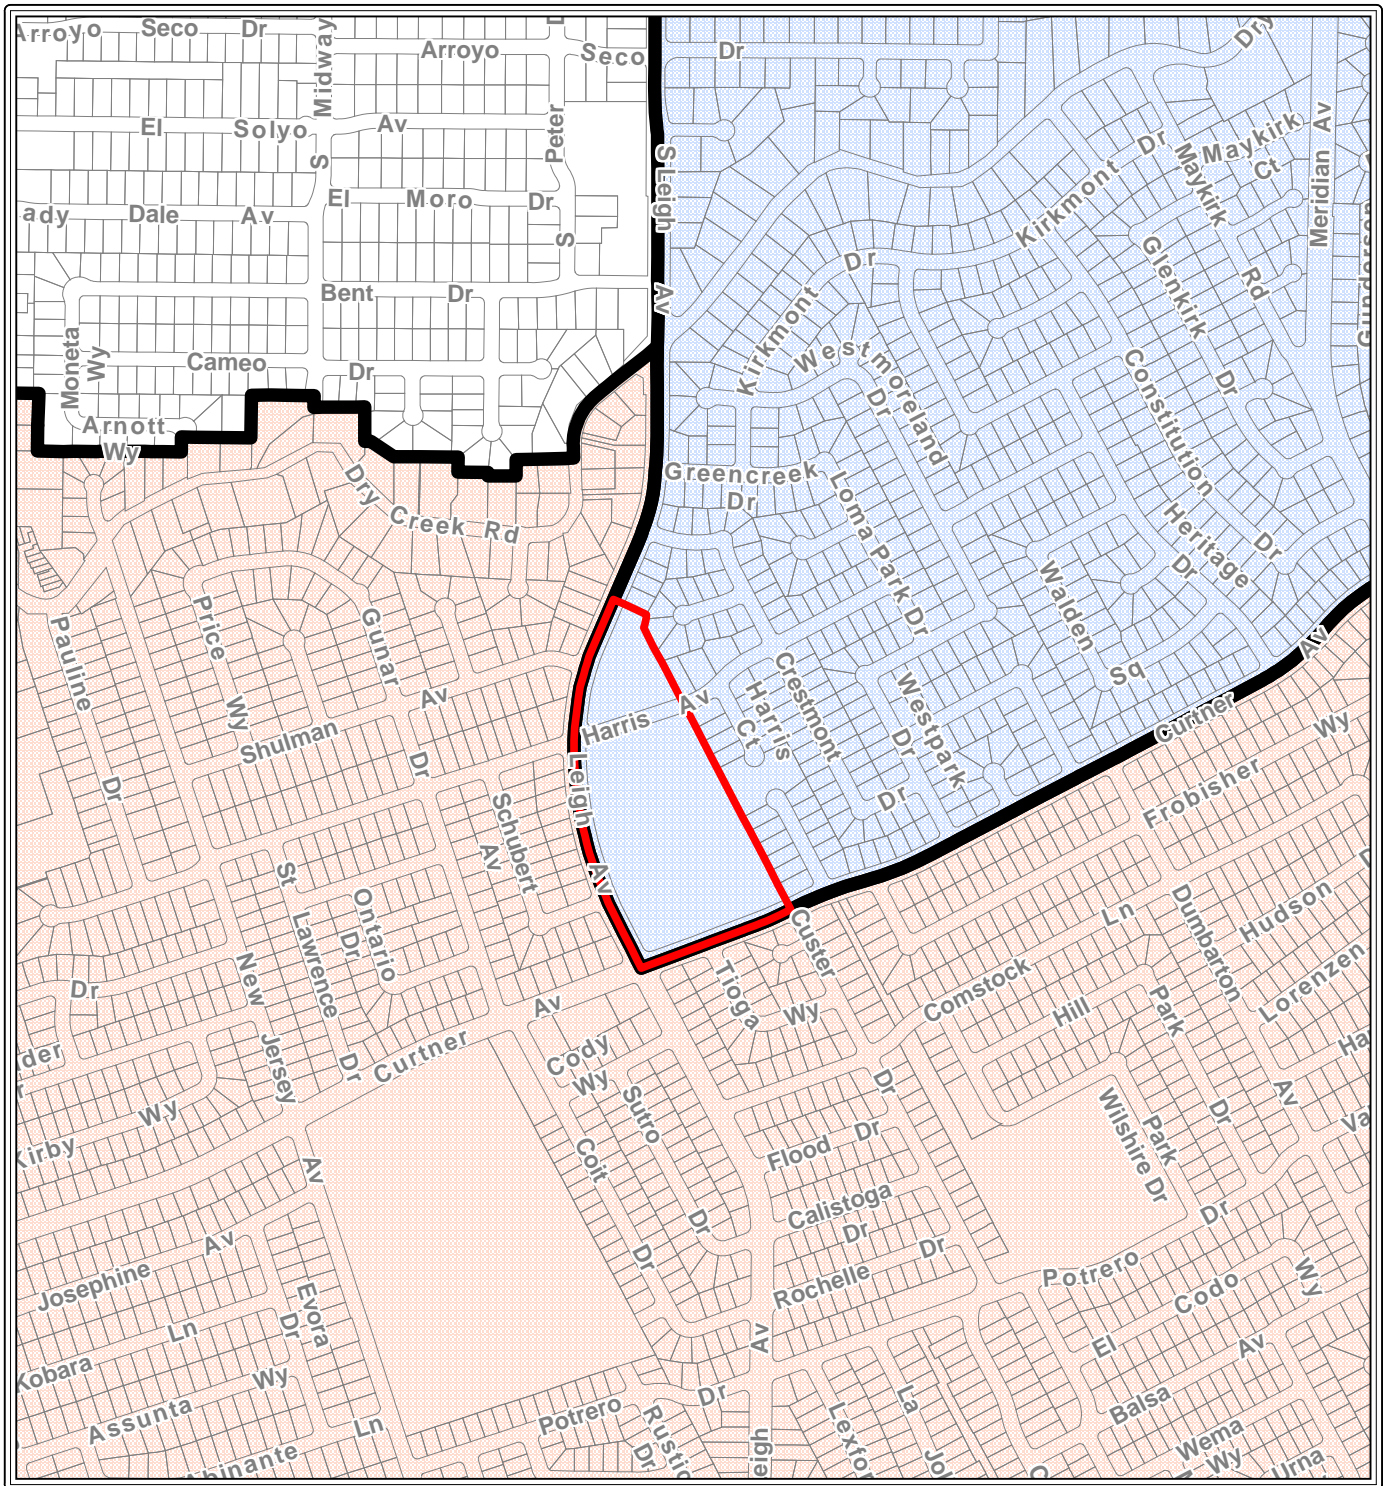 Arroyo Seco Dr
Midway
S
Arroyo
Seco
Dr
Dry
El Solyo Av
Peter
S
S Leigh Av
Kirkmont Dr
Maykirk Ct
Maykirk
Rd
Meridian Av
Gunderson
El Moro Dr
Dale Av
Kirkmont Dr
Glenkirk
Dr
Bent Dr
Moneta Wy
Cameo Dr
Westmoreland
Dr
Constitution
Dr
Arnott
Wy
Greencreek
Dr
Dry Creek Rd
Loma Park Dr
Heritage
Dr
Walden
Sq
Pauline
Dr
Price
Wy
Gunar
Dr
Shulman Av
Harris Av
Harris
Ct
Crestmont
Dr
Westpark
Dr
Curtner Av
Leigh Av
Schubert
Av
Frobisher Wy
St
Lawrence
Dr
Ontario
Dr
New
Jersey
Av
Custer
Dr
Tioga
Wy
Comstock Ln
Dumbarton
Av
Hudson
Lorenzen
Dr
Curtner Av
Cody
Wy
Sutro
Dr
Hill
Park
Dr
Kirby Wy
Coit
Dr
Flood Dr
Wilshire Dr
Park
Calistoga
Dr
Josephine Av
Rochelle Dr
Potrero Dr
Evora
Dr
Codo
Wy
El
Kobara Ln
Av
Balsa Av
Assunta Wy
Potrero Dr
La
Wema
Wy
Abinante Ln
Urna